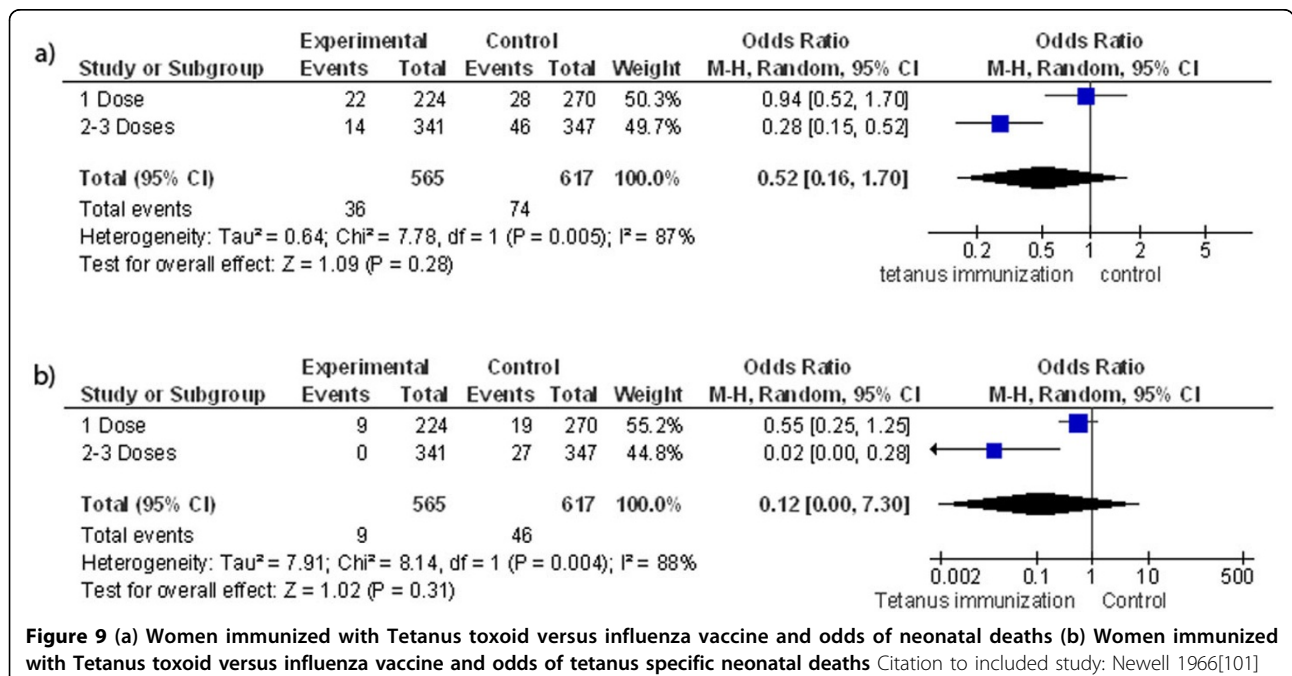 a)
Experimental Control Odds Ratio Odds Ratio
Study or Subgroup Events Total Events Total Weight M-H, Random, 95% CI M-H, Random, 95% CI
1 Dose 22 224 28 270 50.3% 0.94 [0.52, 1.70]
2-3 Doses 14 341 46 347 49.7% 0.28 [0.15, 0.52]
Total (95% CI) 565 617 100.0% 0.52 [0.16, 1.70]
Total events 36 74
Heterogeneity: Tau² = 0.64; Chi² = 7.78, df = 1 (P = 0.005); I² = 87%
Test for overall effect: Z = 1.09 (P = 0.28)
0.2 0.5 1 2 5
tetanus immunization control
b)
Experimental Control Odds Ratio Odds Ratio
Study or Subgroup Events Total Events Total Weight M-H, Random, 95% CI M-H, Random, 95% CI
1 Dose 9 224 19 270 55.2% 0.55 [0.25, 1.25]
2-3 Doses 0 341 27 347 44.8% 0.02 [0.00, 0.28]
Total (95% CI) 565 617 100.0% 0.12 [0.00, 7.30]
Total events 9 46
Heterogeneity: Tau² = 7.91; Chi² = 8.14, df = 1 (P = 0.004); I² = 88%
Test for overall effect: Z = 1.02 (P = 0.31)
0.002 0.1 1 10 500
Tetanus immunization Control
Figure 9 (a) Women immunized with Tetanus toxoid versus influenza vaccine and odds of neonatal deaths (b) Women immunized
with Tetanus toxoid versus influenza vaccine and odds of tetanus specific neonatal deaths Citation to included study: Newell 1966[101]